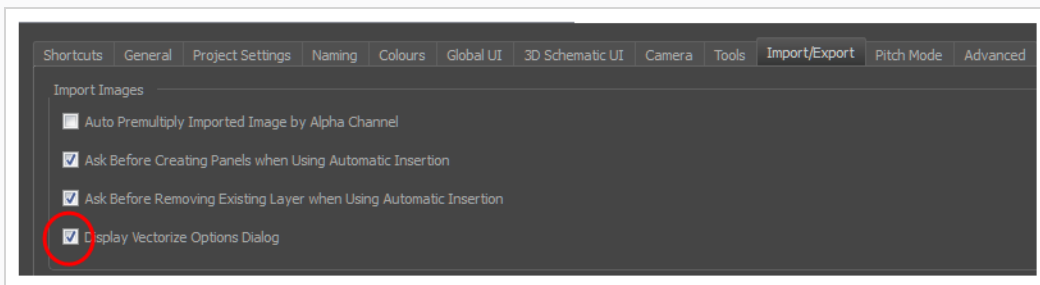 Shortcuts General Project Settings Naming Colours Global UI 3D Schematic UI Camera Tools Import/Export Pitch Mode Advanced
Import Images
Auto Premultiply Imported Image by Alpha Channel
Ask Before Creating Panels when Using Automatic Insertion
Ask Before Removing Existing Layer when Using Automatic Insertion
Display Vectorize Options Dialog